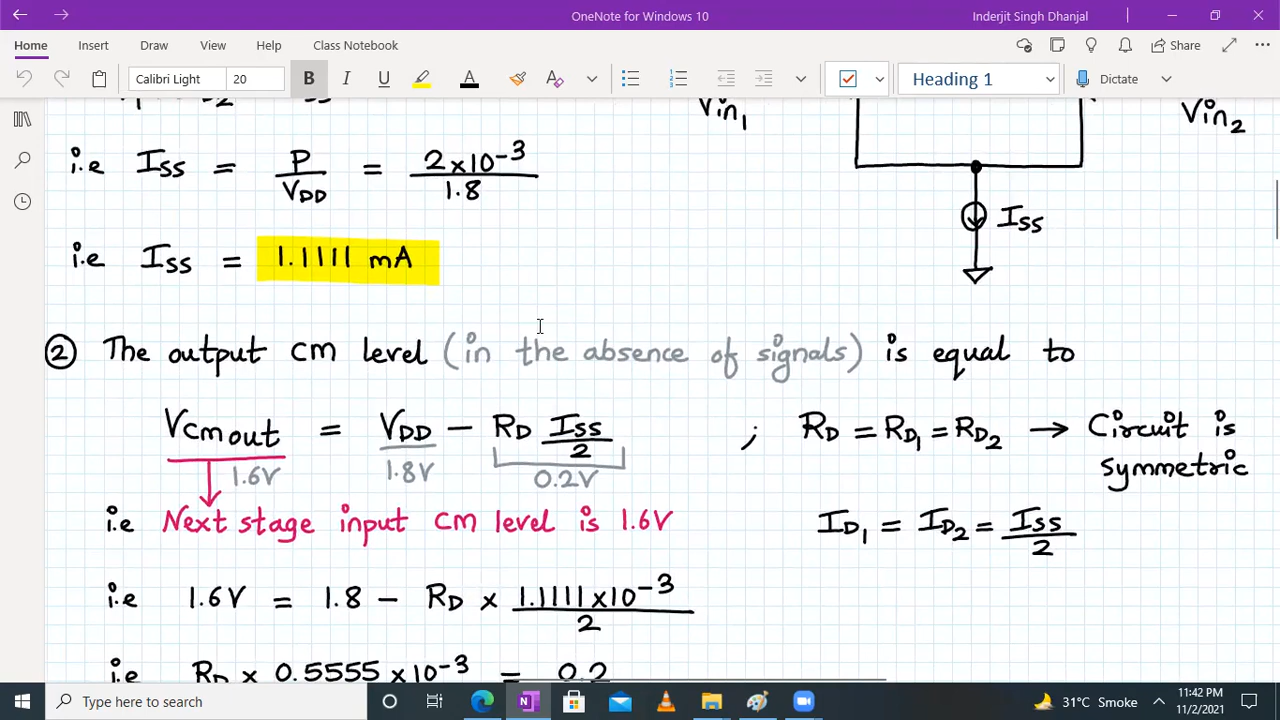 OneNote for Windows 10
Inderjit Singh Dhanjal
Home Insert Draw View Help Class Notebook
Share
Calibri Light 20 B I U A A Heading 1 Dictate
Vin1 Vin2
i.e ISS = P/VDD = 2×10⁻³/1.8
ISS
i.e ISS = 1.1111 mA
② The output CM level (in the absence of signals) is equal to
VCMout = VDD − RD ISS/2 ; RD = RD1 = RD2 → Circuit is symmetric
1.6V 1.8V 0.2V
i.e Next stage input CM level is 1.6V
ID1 = ID2 = ISS/2
i.e 1.6V = 1.8 − RD × 1.1111×10⁻³/2
i.e RD × 0.5555×10⁻³ = 0.2
Type here to search
N
31°C Smoke
11:42 PM
11/2/2021